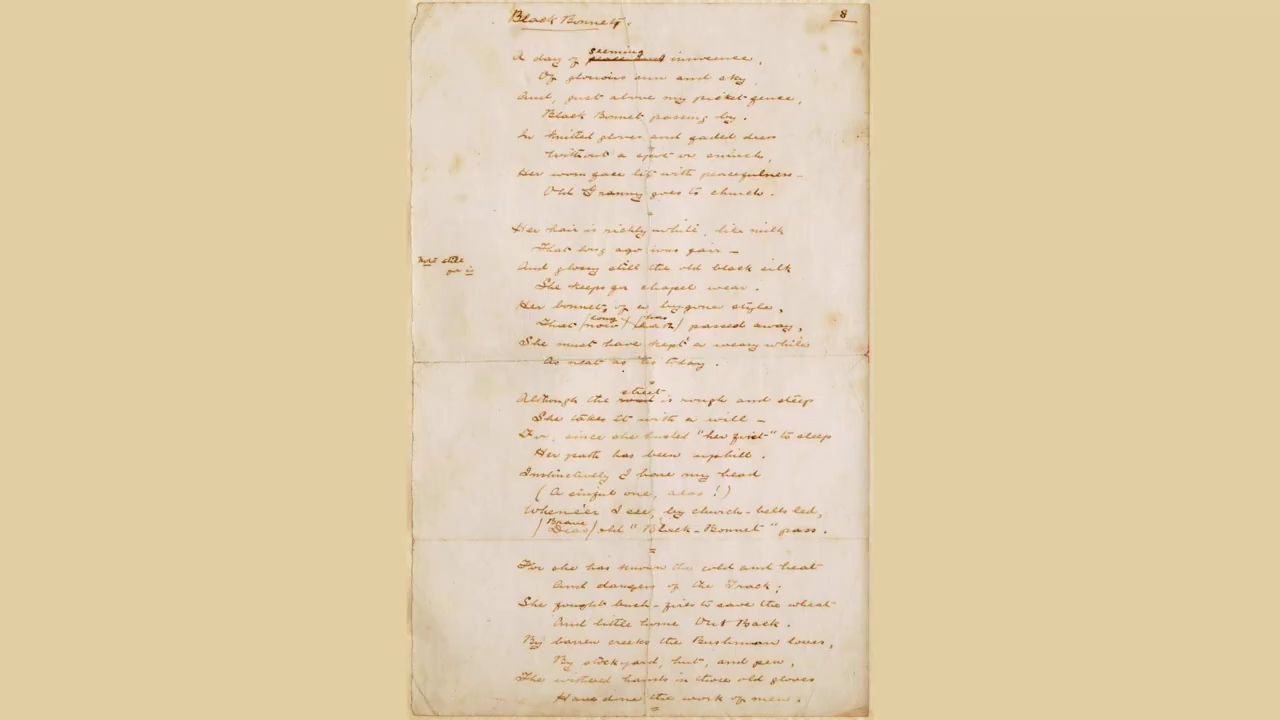 Black Bonnet.
8
seeming
A day of innocence,
Of glorious sun and sky
And, just above my picket fence,
Black Bonnet passing by.
In knitted gloves and faded dress
Without a spot or smirch,
Her worn face lit with peacefulness –
Old Granny goes to church.
Her hair is richly white, like milk
That long ago was fair –
And glossy still the old black silk
She keeps for chapel wear.
Her bonnet, of a bygone style,
long has
That /now/ /hath/ passed away,
She must have kept a weary while
As neat as 'tis today.
Note still
or is
street
Although the road is rough and steep
She takes it with a will –
For, since she hushed "her first" to sleep
Her path has been uphill.
Instinctively I bare my head
(A sinful one, alas!)
Whene'er I see, by church-bells led,
Brave
/Dear/ old "Black-Bonnet" pass.
For she has known the cold and heat
And dangers of the Track;
She fought bush-fires to save the wheat
And little home Out Back.
By barren creeks the Bushman loves,
By stockyard, hut, and pen,
The withered hands in those old gloves
Have done the work of men.